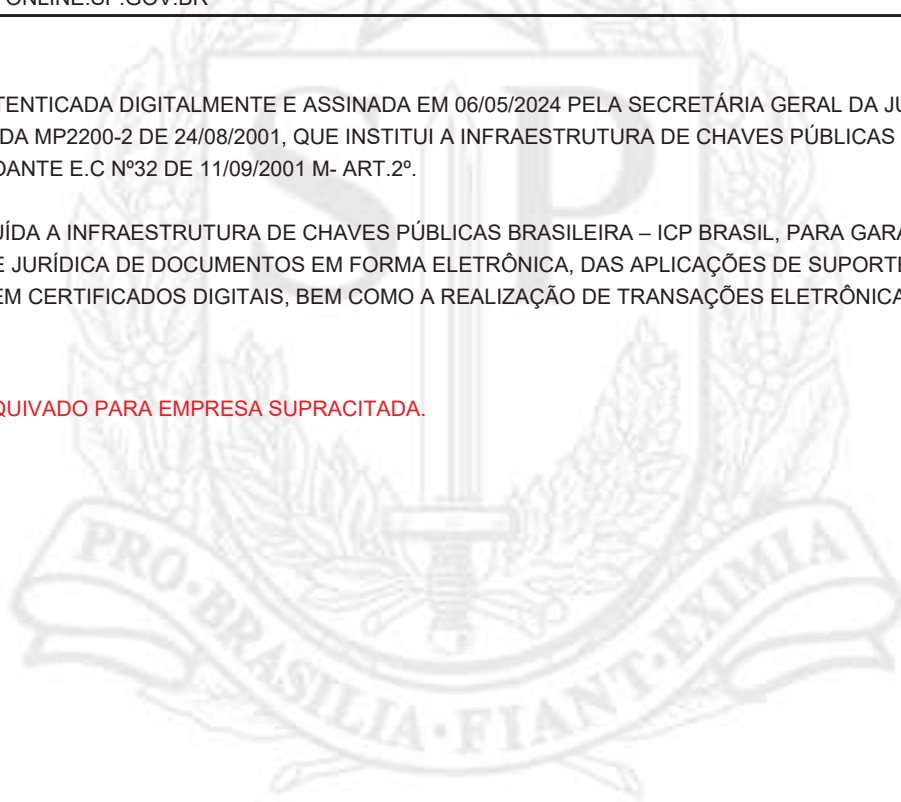 ONLINE.SP.GOV.BR
TENTICADA DIGITALMENTE E ASSINADA EM 06/05/2024 PELA SECRETÁRIA GERAL DA JU
DA MP2200-2 DE 24/08/2001, QUE INSTITUI A INFRAESTRUTURA DE CHAVES PÚBLICAS
DANTE E.C Nº32 DE 11/09/2001 M- ART.2º.
UÍDA A INFRAESTRUTURA DE CHAVES PÚBLICAS BRASILEIRA – ICP BRASIL, PARA GARA
E JURÍDICA DE DOCUMENTOS EM FORMA ELETRÔNICA, DAS APLICAÇÕES DE SUPORTE
EM CERTIFICADOS DIGITAIS, BEM COMO A REALIZAÇÃO DE TRANSAÇÕES ELETRÔNICA
QUIVADO PARA EMPRESA SUPRACITADA.
SP
PRO·BRASILIA·FIANT·EXIMIA